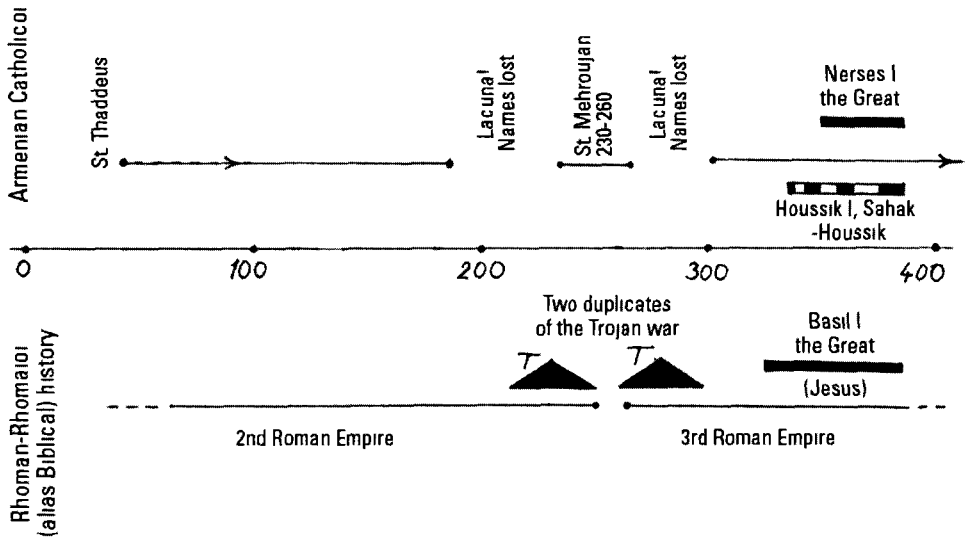 Armenian Catholicoi
St. Thaddeus
Lacuna!
Names lost
St. Mehroujan
230-260
Lacuna!
Names lost
Nerses I
the Great
Houssik I, Sahak
-Houssik
0 100 200 300 400
Two duplicates
of the Trojan war
T T
Basil I
the Great
(Jesus)
2nd Roman Empire
3rd Roman Empire
Rhoman-Rhomaioi
(alias Biblical) history